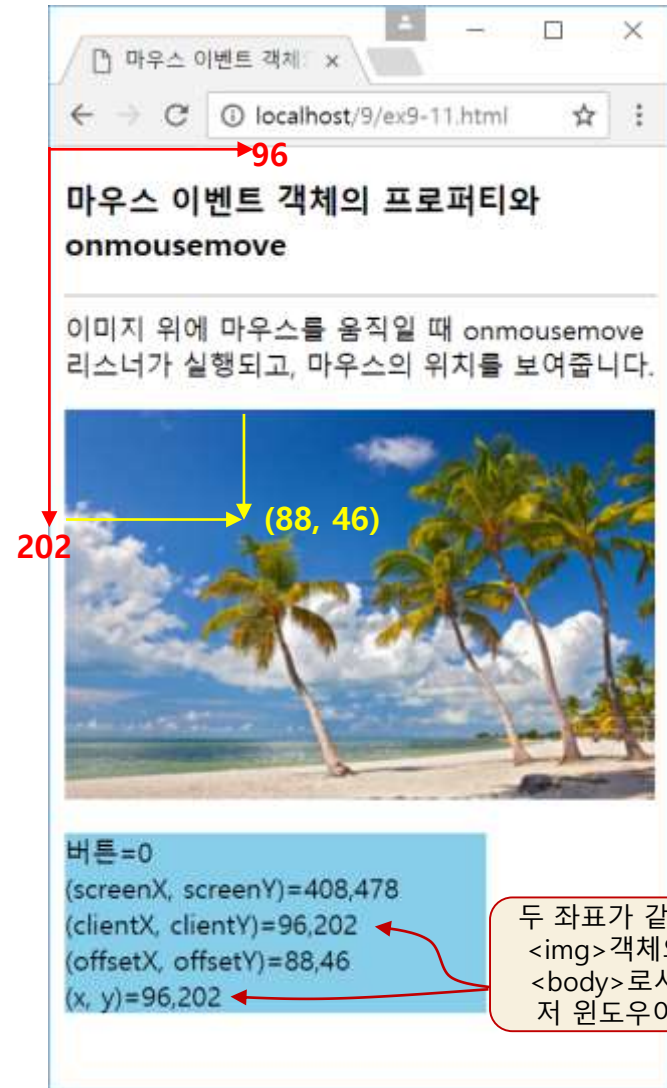 마우스 이벤트 객체
localhost/9/ex9-11.html
96
마우스 이벤트 객체의 프로퍼티와
onmousemove
이미지 위에 마우스를 움직일 때 onmousemove
리스너가 실행되고, 마우스의 위치를 보여줍니다.
(88, 46)
202
버튼=0
(screenX, screenY)=408,478
(clientX, clientY)=96,202
(offsetX, offsetY)=88,46
(x, y)=96,202
두 좌표가 같
<img>객체의
<body>로서
저 윈도우